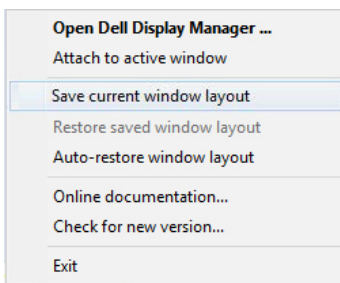 Open Dell Display Manager ...
Attach to active window
Save current window layout
Restore saved window layout
Auto-restore window layout
Online documentation...
Check for new version...
Exit